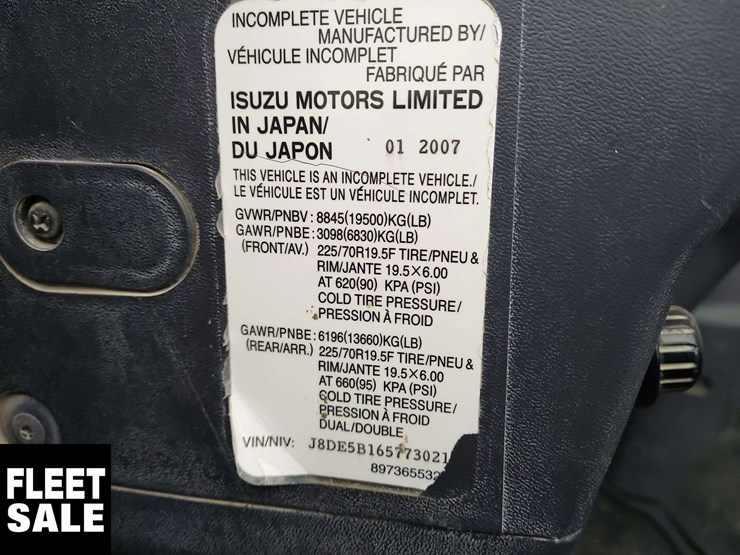 INCOMPLETE VEHICLE
MANUFACTURED BY/
VÉHICULE INCOMPLET
FABRIQUÉ PAR
ISUZU MOTORS LIMITED
IN JAPAN/
DU JAPON 01 2007
THIS VEHICLE IS AN INCOMPLETE VEHICLE./
LE VÉHICULE EST UN VÉHICULE INCOMPLET.
GVWR/PNBV : 8845(19500)KG(LB)
GAWR/PNBE : 3098(6830)KG(LB)
(FRONT/AV.) 225/70R19.5F TIRE/PNEU &
RIM/JANTE 19.5×6.00
AT 620(90) KPA (PSI)
COLD TIRE PRESSURE/
PRESSION À FROID
GAWR/PNBE : 6196(13660)KG(LB)
(REAR/ARR.) 225/70R19.5F TIRE/PNEU &
RIM/JANTE 19.5×6.00
AT 660(95) KPA (PSI)
COLD TIRE PRESSURE/
PRESSION À FROID
DUAL/DOUBLE
VIN/NIV: J8DE5B165773021
897365532
FLEET
SALE